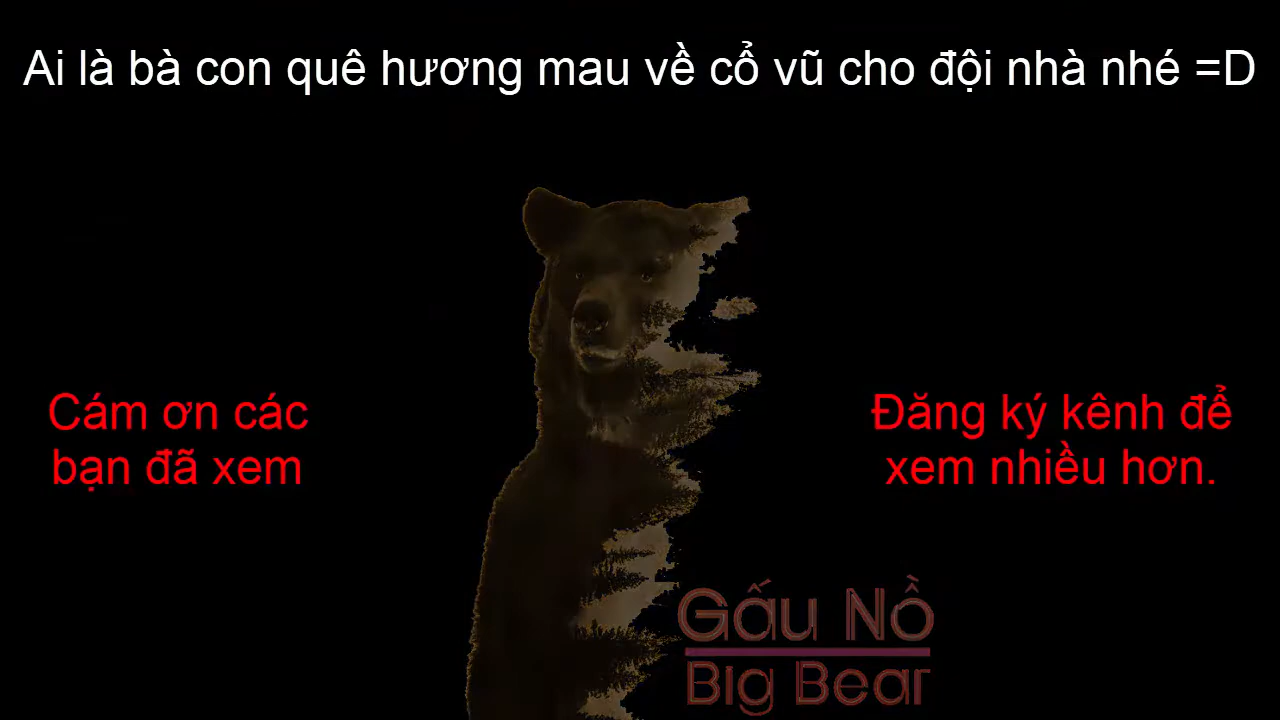 Ai là bà con quê hương mau về cổ vũ cho đội nhà nhé =D
Cám ơn các
bạn đã xem
Đăng ký kênh để
xem nhiều hơn.
Gấu Nồ
Big Bear